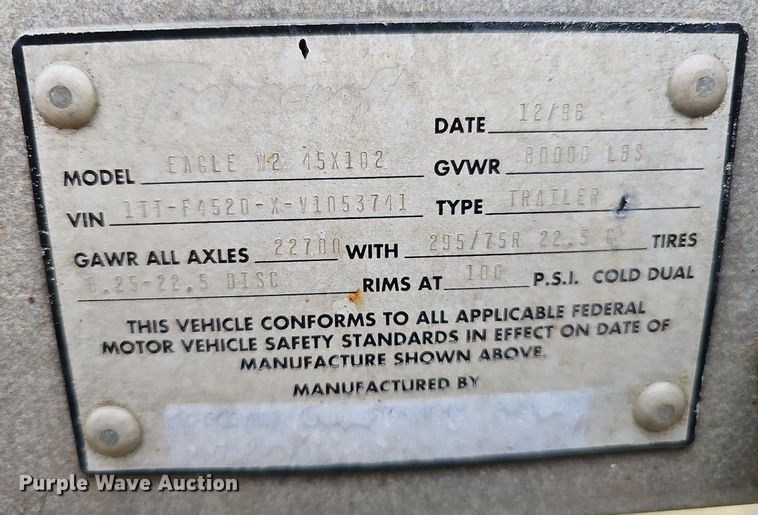 DATE 12/96
MODEL EAGLE W2 45X102 GVWR 80000 LBS
VIN 1TT-F4520-X-V1053741 TYPE TRAILER
GAWR ALL AXLES 22700 WITH 295/75R 22.5 G TIRES
8.25-22.5 DISC RIMS AT 100 P.S.I. COLD DUAL
THIS VEHICLE CONFORMS TO ALL APPLICABLE FEDERAL
MOTOR VEHICLE SAFETY STANDARDS IN EFFECT ON DATE OF
MANUFACTURE SHOWN ABOVE.
MANUFACTURED BY
Purple Wave Auction